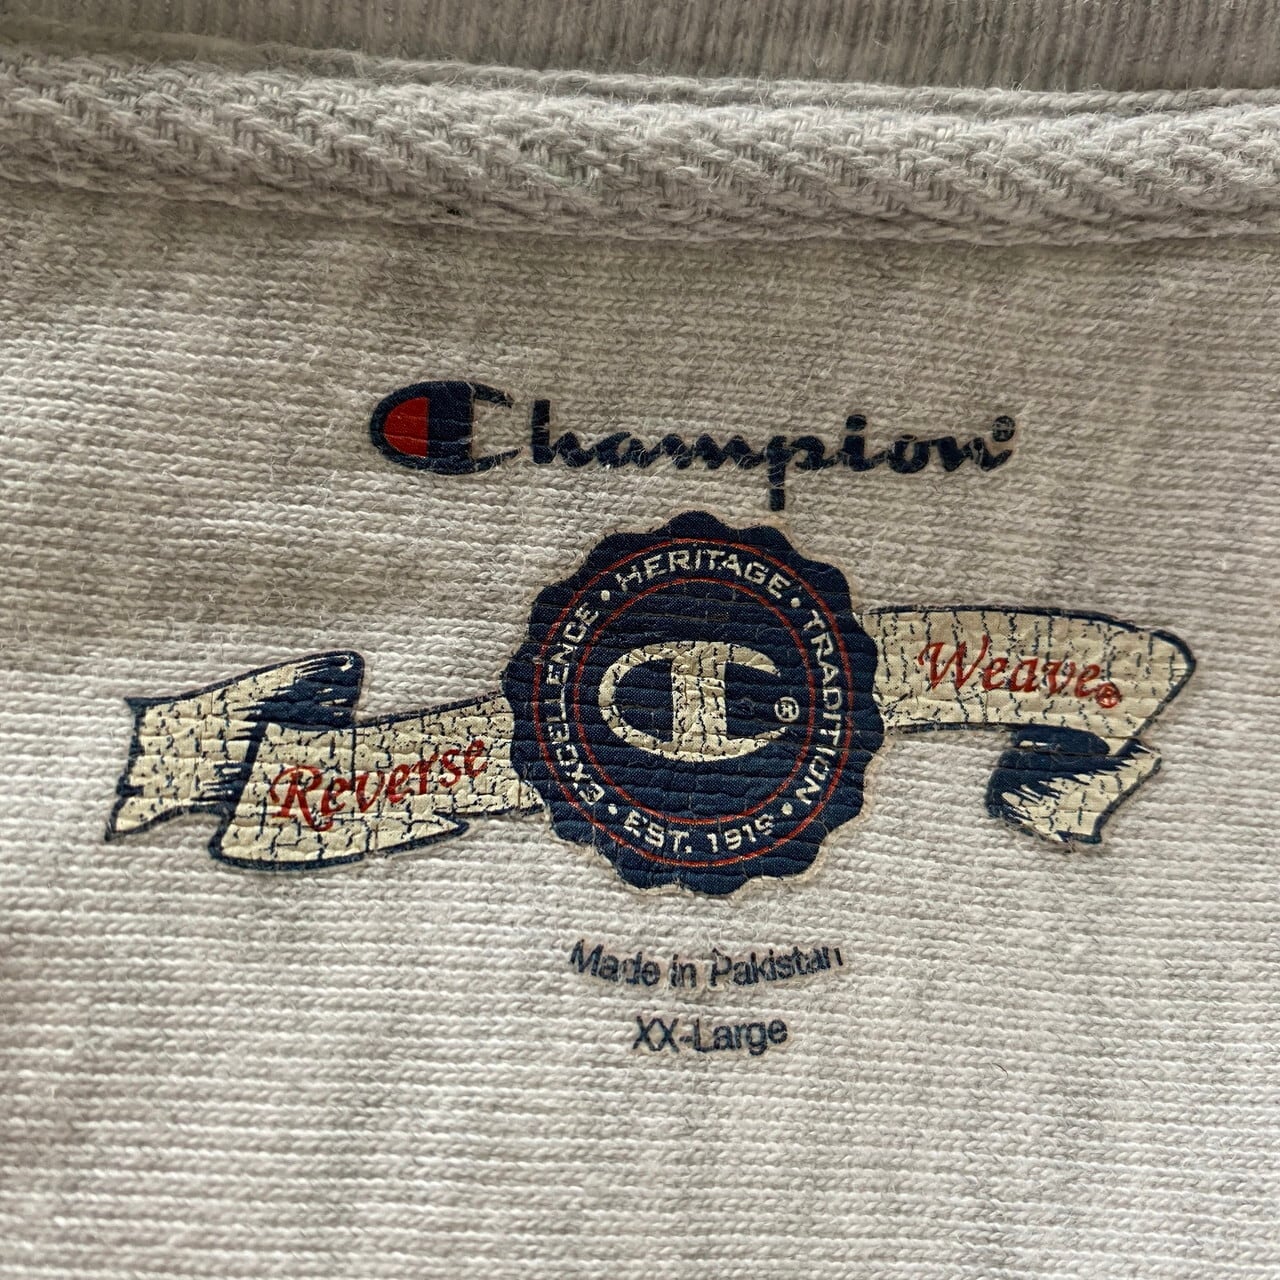 Champion®
HERITAGE • TRADITION • EST. 1919 • EXCELLENCE •
C®
Reverse Weave®
Made in Pakistan
XX-Large